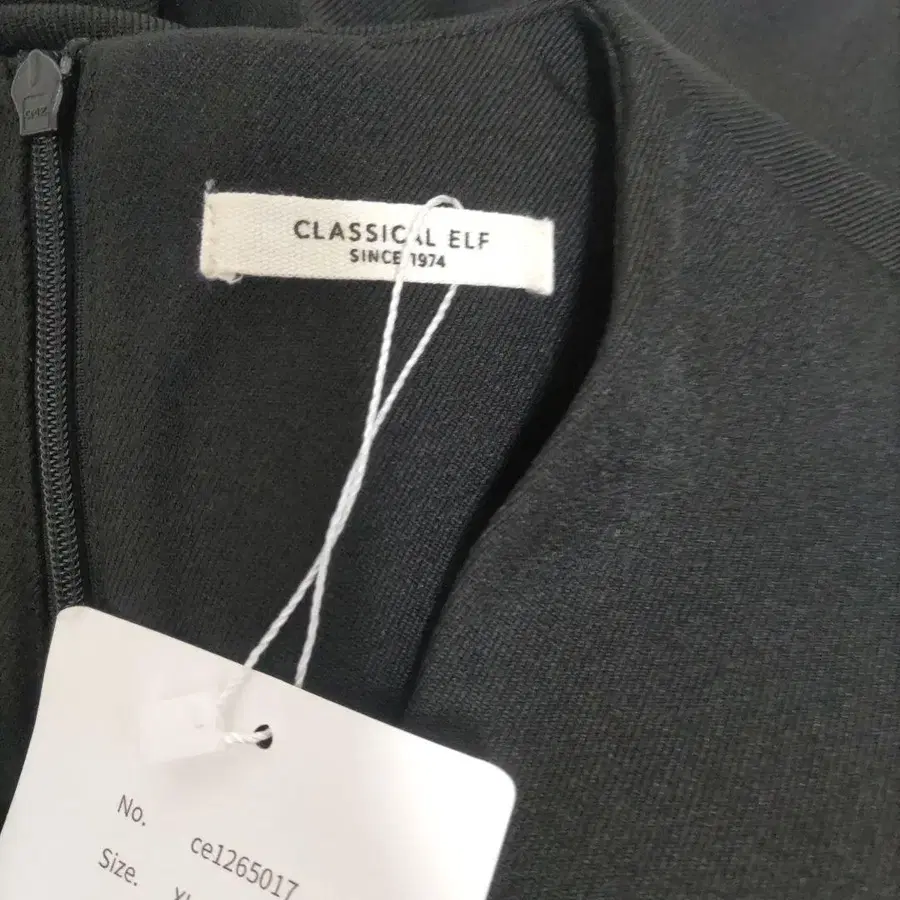 CLASSICAL ELF
SINCE 1974
No. ce1265017
Size.